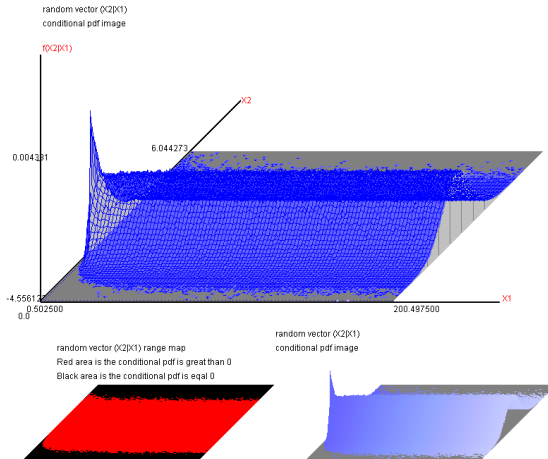 random vector (X2|X1)
conditional pdf image
f(X2|X1)
X2
6.044273
0.004331
-4.556127
0.0
0.502500
200.497500
X1
random vector (X2|X1) range map
Red area is the conditional pdf is great than 0
Black area is the conditional pdf is eqal 0
random vector (X2|X1)
conditional pdf image